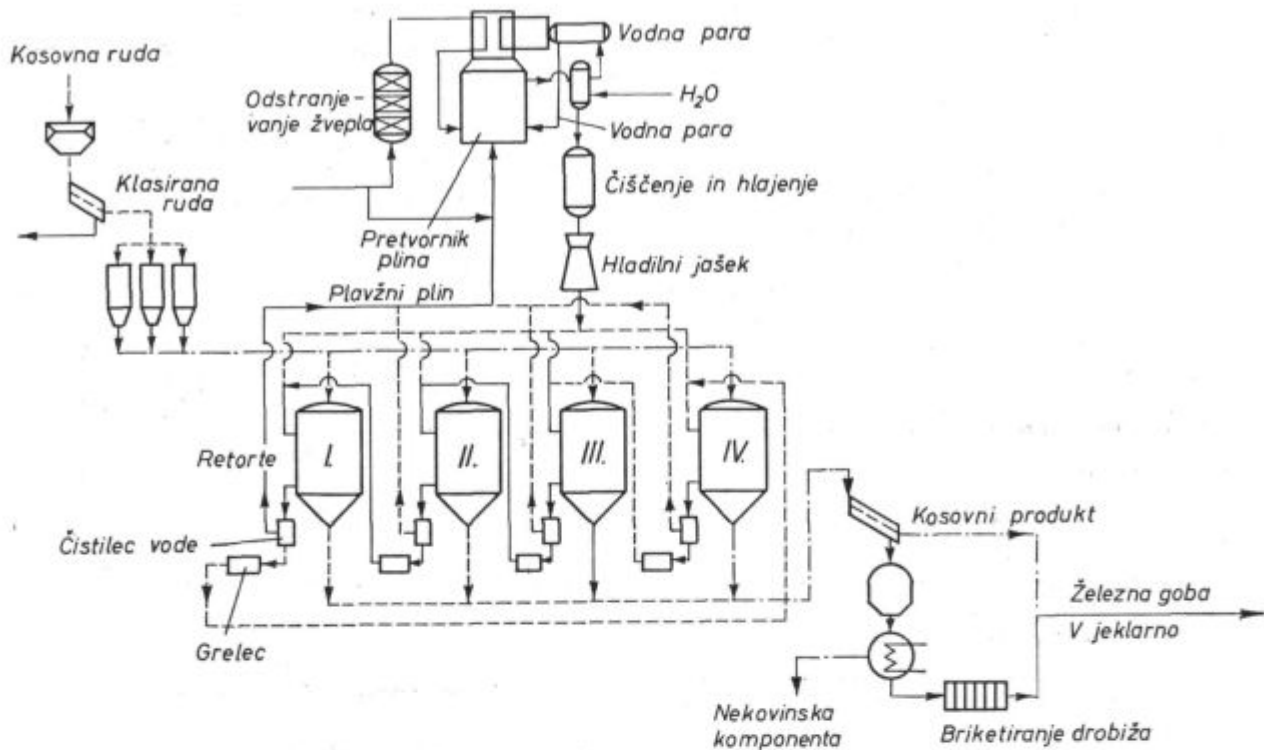 Kosovna ruda
Vodna para
Odstranje-
vanje žvepla
H₂O
Vodna para
Klasirana
ruda
Čiščenje in hlajenje
Pretvornik
plina
Hladilni jašek
Plavžni plin
I.
II.
III.
IV.
Retorte
Kosovni produkt
Čistilec vode
Železna goba
V jeklarno
Grelec
Nekovinska
komponenta
Briketiranje drobiža